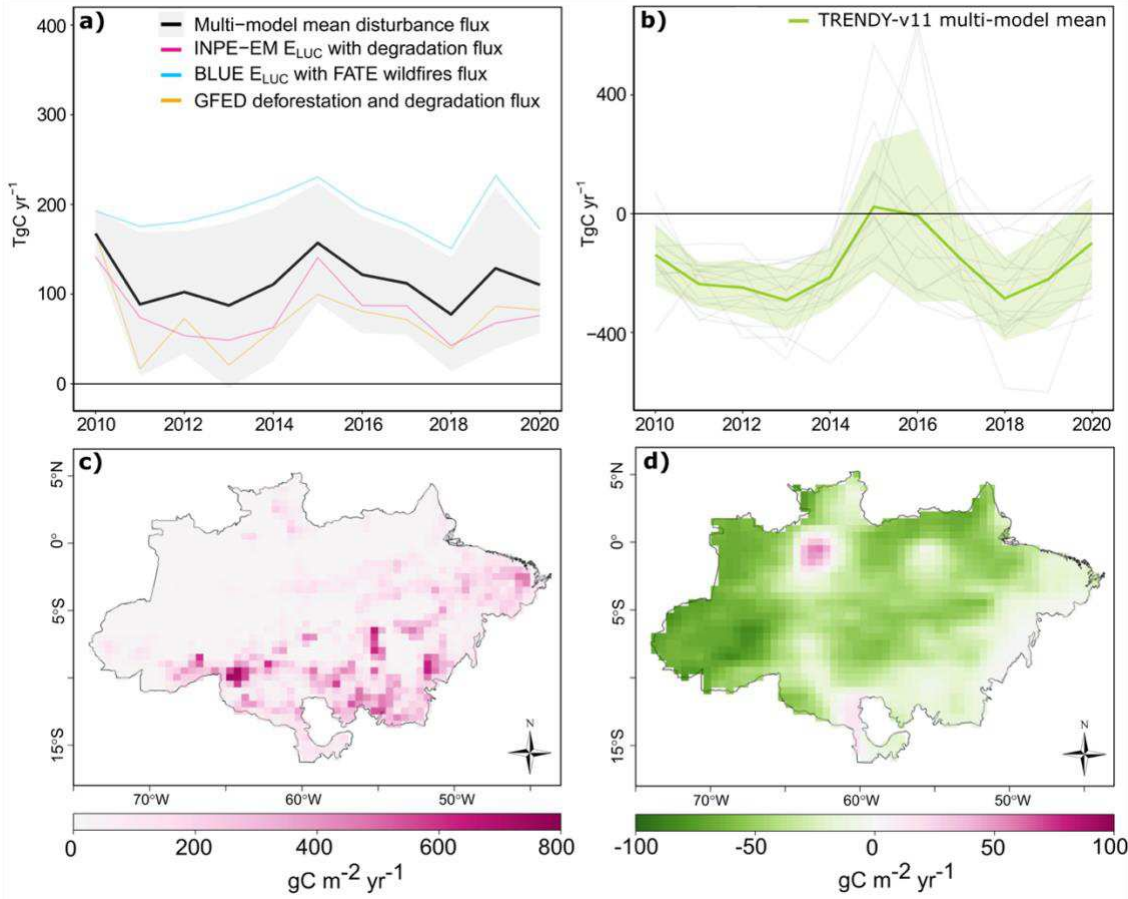 a)
Multi−model mean disturbance flux
INPE−EM ELUC with degradation flux
BLUE ELUC with FATE wildfires flux
GFED deforestation and degradation flux
400
300
200
100
0
TgC yr⁻¹
2010 2012 2014 2016 2018 2020
b)
TRENDY-v11 multi-model mean
400
0
−400
TgC yr⁻¹
2010 2012 2014 2016 2018 2020
c)
5°N
0°
5°S
15°S
N
70°W 60°W 50°W
0 200 400 600 800
gC m⁻² yr⁻¹
d)
5°N
0°
5°S
15°S
N
70°W 60°W 50°W
-100 -50 0 50 100
gC m⁻² yr⁻¹